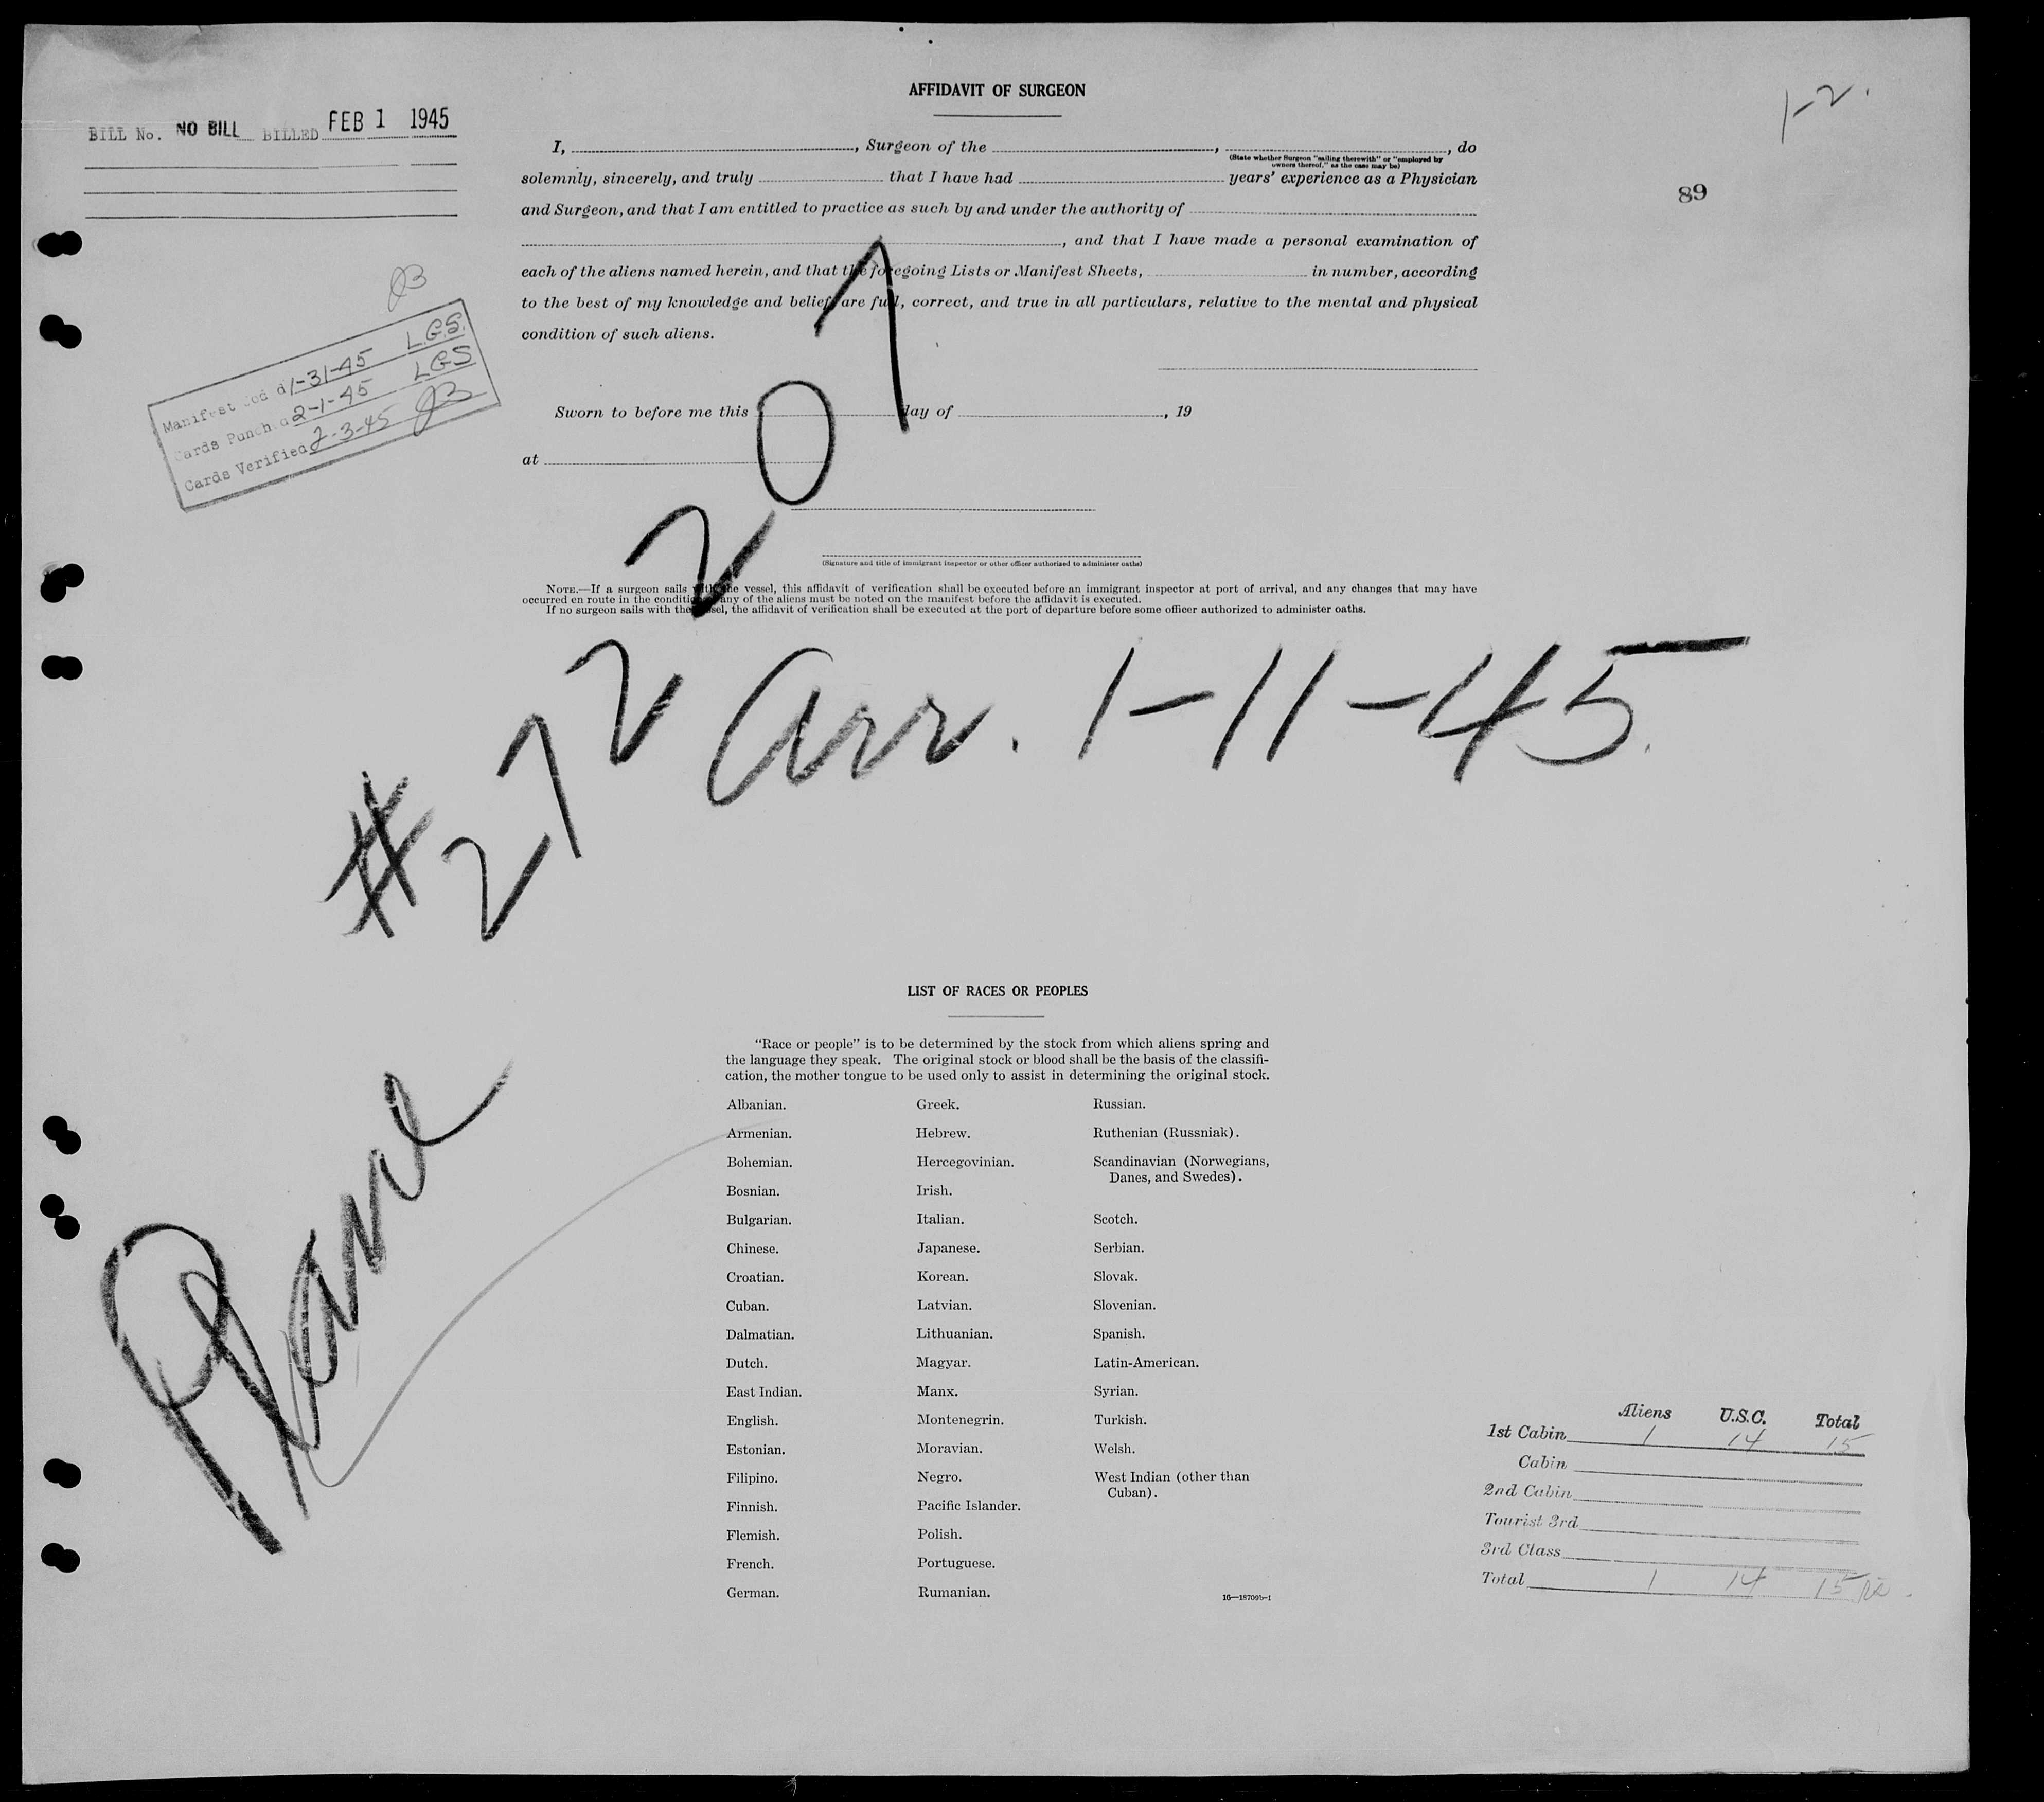 AFFIDAVIT OF SURGEON
1-2.
BILL No. NO BILL BILLED FEB 1 1945
89
I, , Surgeon of the , , do
(State whether Surgeon "sailing therewith" or "employed by
owners thereof," as the case may be)
solemnly, sincerely, and truly that I have had years' experience as a Physician
and Surgeon, and that I am entitled to practice as such by and under the authority of
, and that I have made a personal examination of
each of the aliens named herein, and that the foregoing Lists or Manifest Sheets, in number, according
to the best of my knowledge and belief, are full, correct, and true in all particulars, relative to the mental and physical
condition of such aliens.
JB
Manifest Cod d 1-31-45 L.G.S.
Cards Punch d 2-1-45 LGS
Cards Verified 2-3-45 JB
Sworn to before me this day of , 19
at
(Signature and title of immigrant inspector or other officer authorized to administer oaths)
NOTE.—If a surgeon sails with the vessel, this affidavit of verification shall be executed before an immigrant inspector at port of arrival, and any changes that may have
occurred en route in the condition any of the aliens must be noted on the manifest before the affidavit is executed.
If no surgeon sails with the vessel, the affidavit of verification shall be executed at the port of departure before some officer authorized to administer oaths.
#272207
Arr. 1-11-45.
Plane
LIST OF RACES OR PEOPLES
"Race or people" is to be determined by the stock from which aliens spring and
the language they speak. The original stock or blood shall be the basis of the classifi-
cation, the mother tongue to be used only to assist in determining the original stock.
Albanian.
Armenian.
Bohemian.
Bosnian.
Bulgarian.
Chinese.
Croatian.
Cuban.
Dalmatian.
Dutch.
East Indian.
English.
Estonian.
Filipino.
Finnish.
Flemish.
French.
German.
Greek.
Hebrew.
Hercegovinian.
Irish.
Italian.
Japanese.
Korean.
Latvian.
Lithuanian.
Magyar.
Manx.
Montenegrin.
Moravian.
Negro.
Pacific Islander.
Polish.
Portuguese.
Rumanian.
Russian.
Ruthenian (Russniak).
Scandinavian (Norwegians,
Danes, and Swedes).
Scotch.
Serbian.
Slovak.
Slovenian.
Spanish.
Latin-American.
Syrian.
Turkish.
Welsh.
West Indian (other than
Cuban).
16—18709b-1
Aliens U.S.C. Total
1st Cabin 1 14 15
Cabin
2nd Cabin
Tourist 3rd
3rd Class
Total 1 14 15